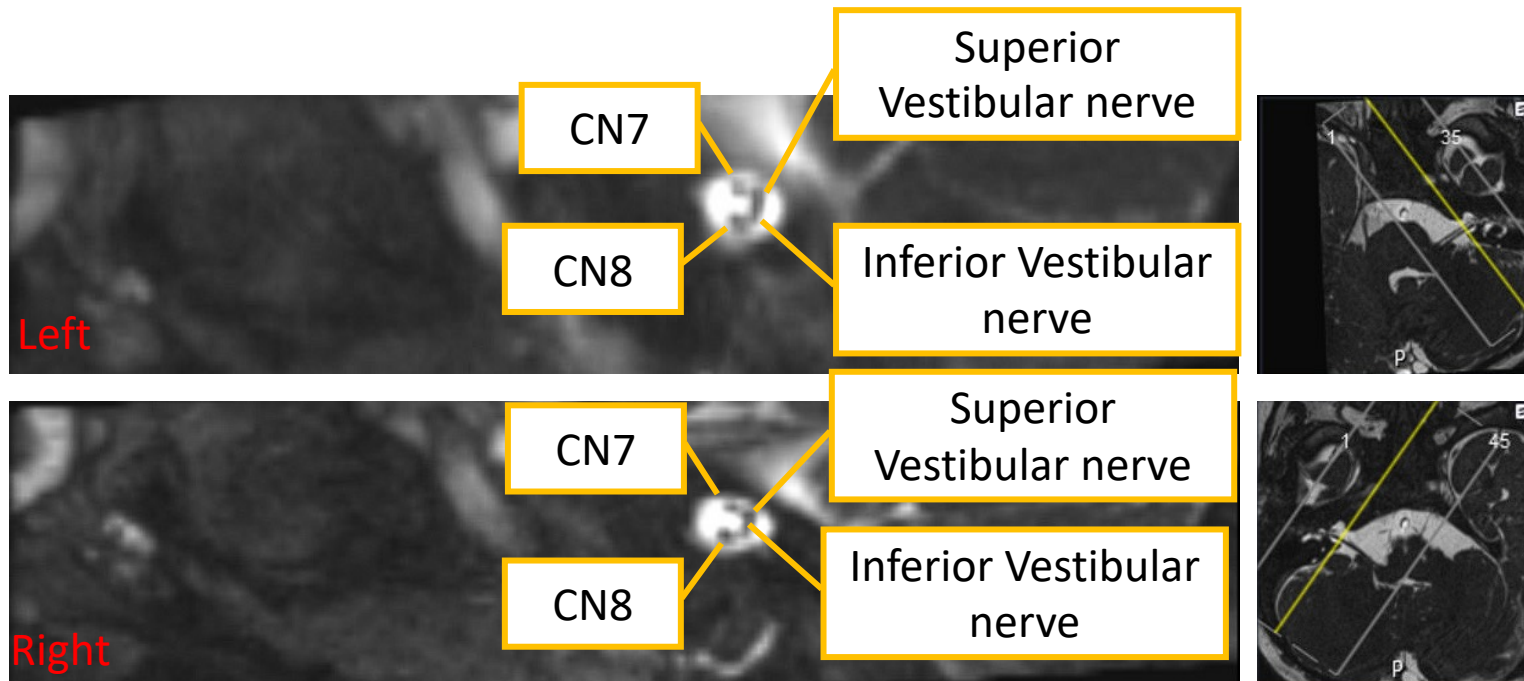 Superior
Vestibular nerve
CN7
CN8
Inferior Vestibular
nerve
Left
1
35
P
Superior
Vestibular nerve
CN7
CN8
Inferior Vestibular
nerve
Right
1
45
P